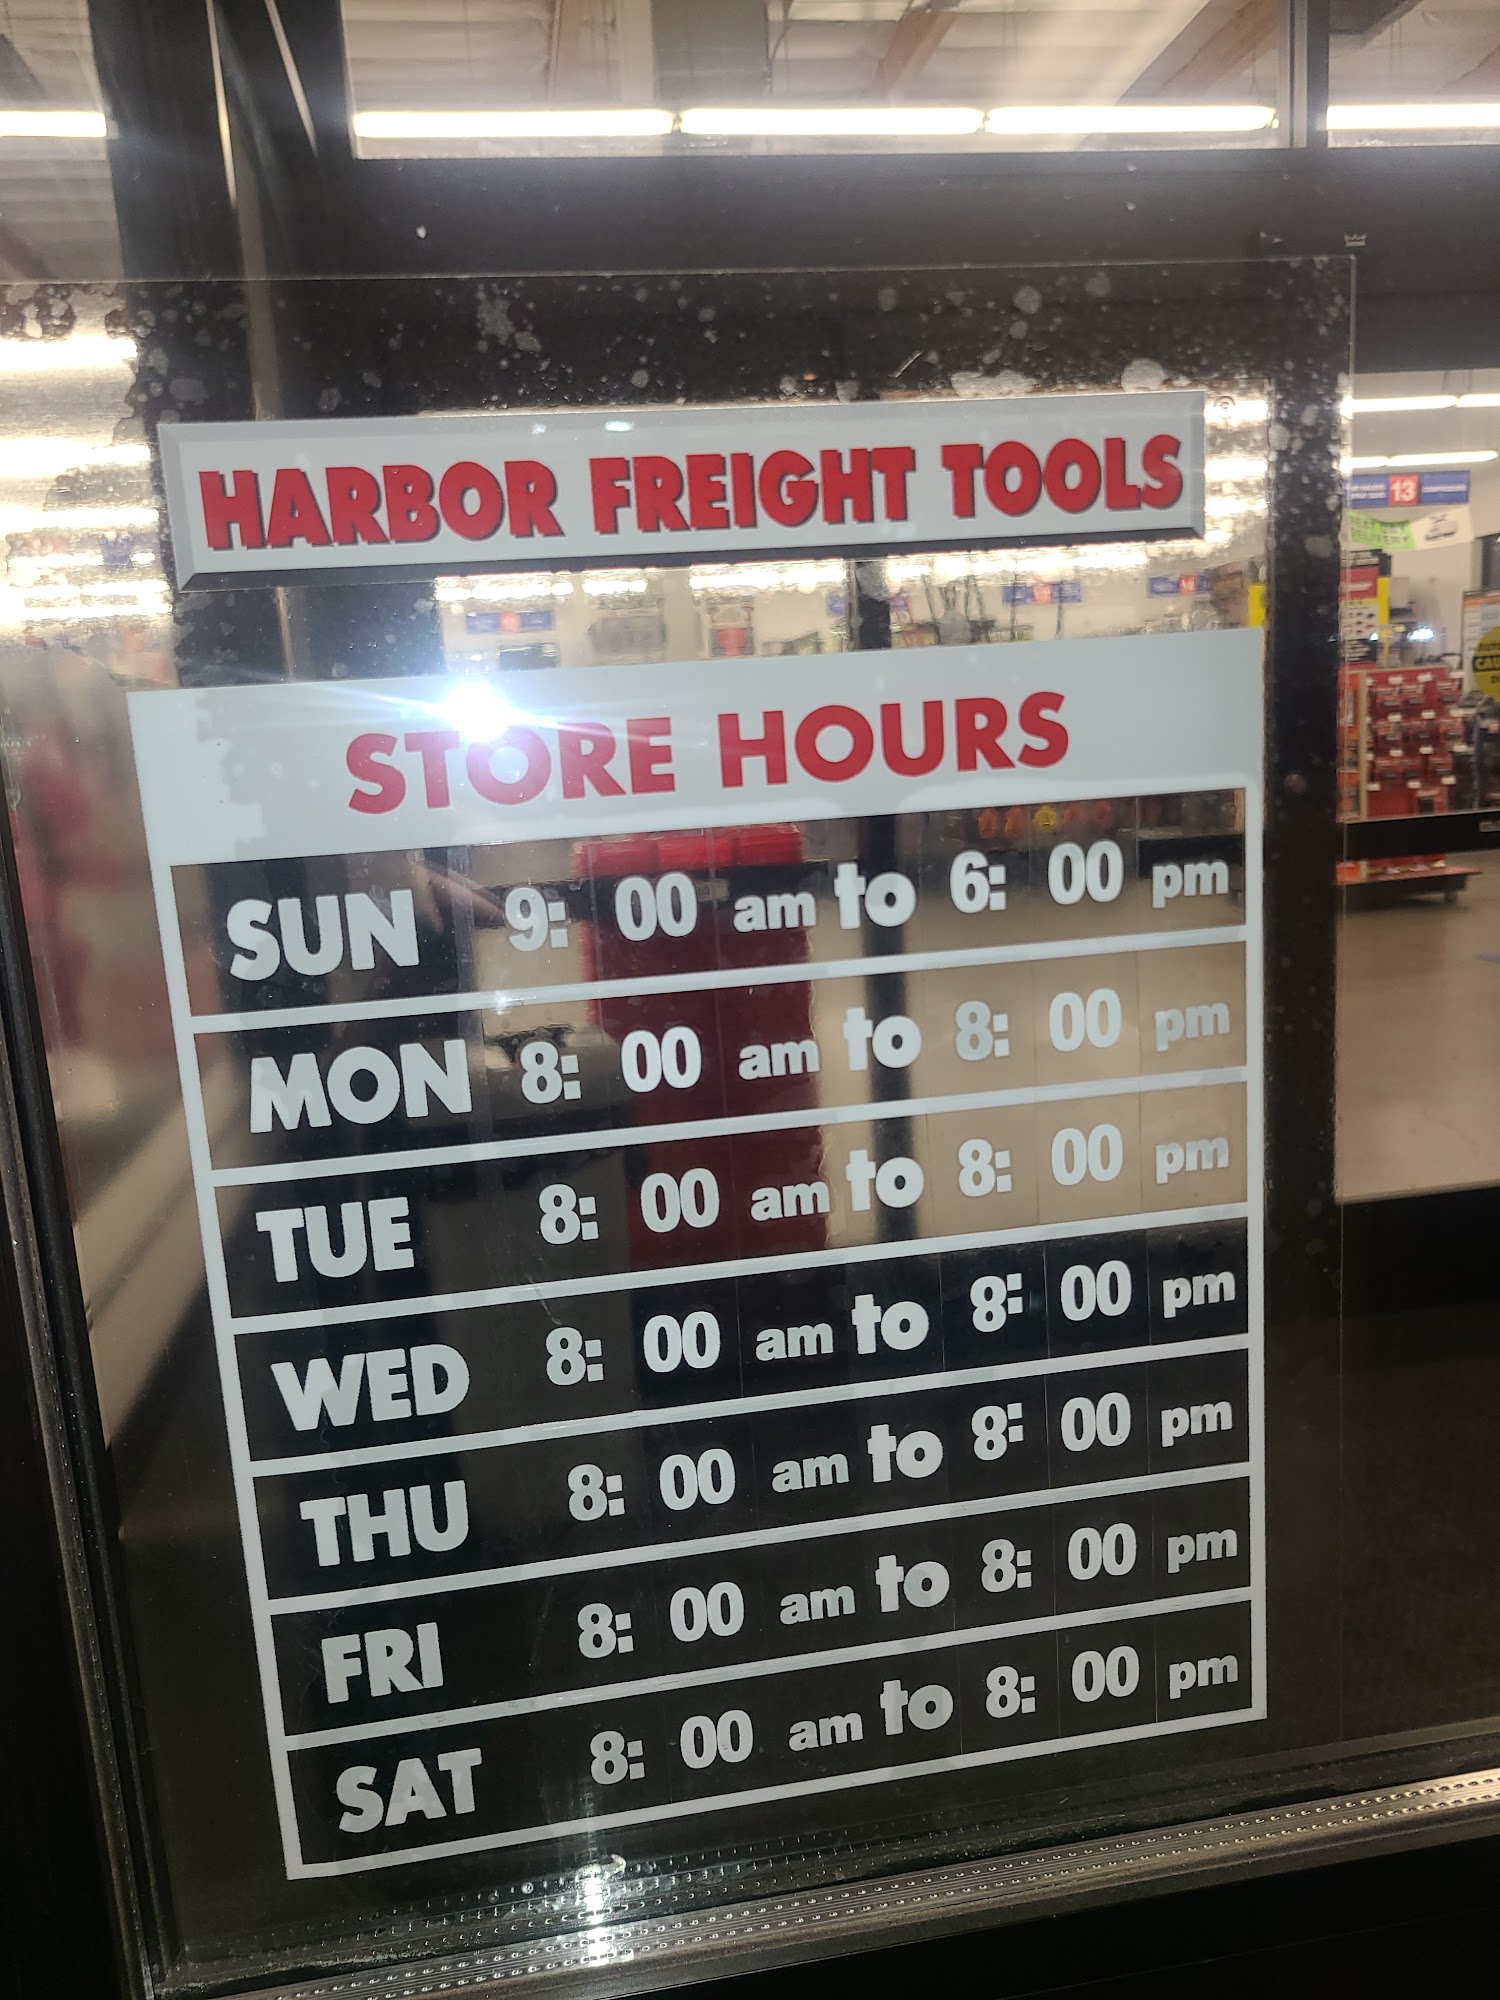 HARBOR FREIGHT TOOLS
STORE HOURS
SUN 9: 00 am to 6: 00 pm
MON 8: 00 am to 8: 00 pm
TUE 8: 00 am to 8: 00 pm
WED 8: 00 am to 8: 00 pm
THU 8: 00 am to 8: 00 pm
FRI 8: 00 am to 8: 00 pm
SAT 8: 00 am to 8: 00 pm
13
DELIVERY